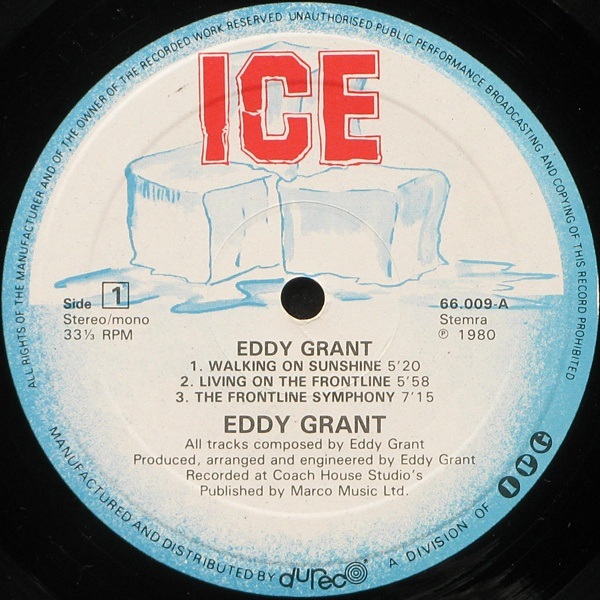 ALL RIGHTS OF THE MANUFACTURER AND OF THE OWNER OF THE RECORDED WORK RESERVED UNAUTHORISED PUBLIC PERFORMANCE BROADCASTING AND COPYING OF THIS RECORD PROHIBITED
ICE
Side 1
Stereo/mono
33⅓ RPM
66.009-A
Stemra
℗ 1980
EDDY GRANT
1. WALKING ON SUNSHINE 5'20
2. LIVING ON THE FRONTLINE 5'58
3. THE FRONTLINE SYMPHONY 7'15
EDDY GRANT
All tracks composed by Eddy Grant
Produced, arranged and engineered by Eddy Grant
Recorded at Coach House Studio's
Published by Marco Music Ltd.
MANUFACTURED AND DISTRIBUTED BY dureco A DIVISION OF